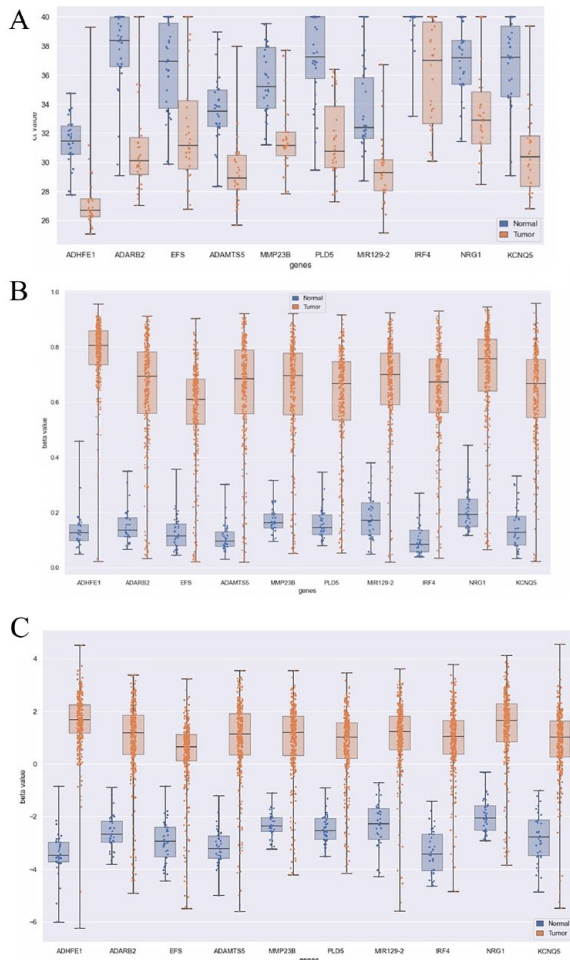 A
40
38
36
34
32
30
28
26
ct value
Normal
Tumor
ADHFE1 ADARB2 EFS ADAMTS5 MMP23B PLD5 MIR129-2 IRF4 NRG1 KCNQ5
genes
B
Normal
Tumor
1.0
0.8
0.6
0.4
0.2
0.0
beta value
ADHFE1 ADARB2 EFS ADAMTS5 MMP23B PLD5 MIR129-2 IRF4 NRG1 KCNQ5
genes
C
4
2
0
−2
−4
−6
beta value
Normal
Tumor
ADHFE1 ADARB2 EFS ADAMTS5 MMP23B PLD5 MIR129-2 IRF4 NRG1 KCNQ5
genes